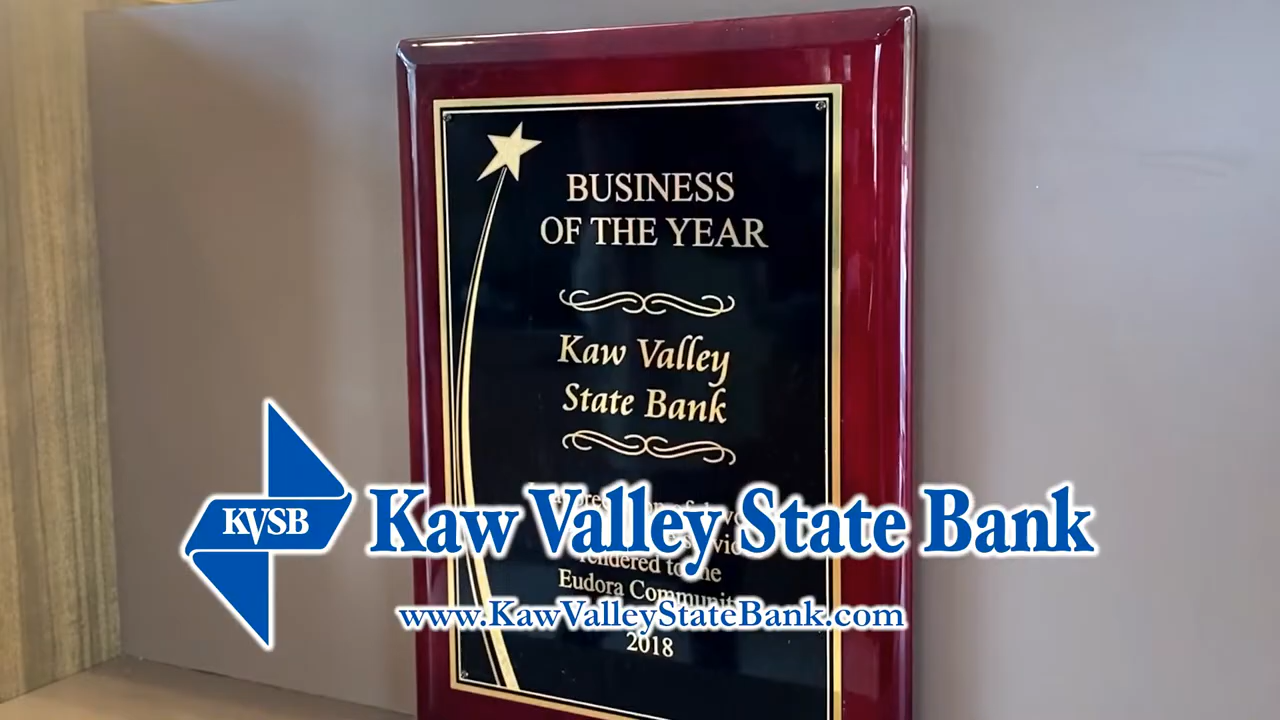 BUSINESS
OF THE YEAR
Kaw Valley
State Bank
KVSB
Kaw Valley State Bank
rendered to the
Eudora Community
www.KawValleyStateBank.com
2018